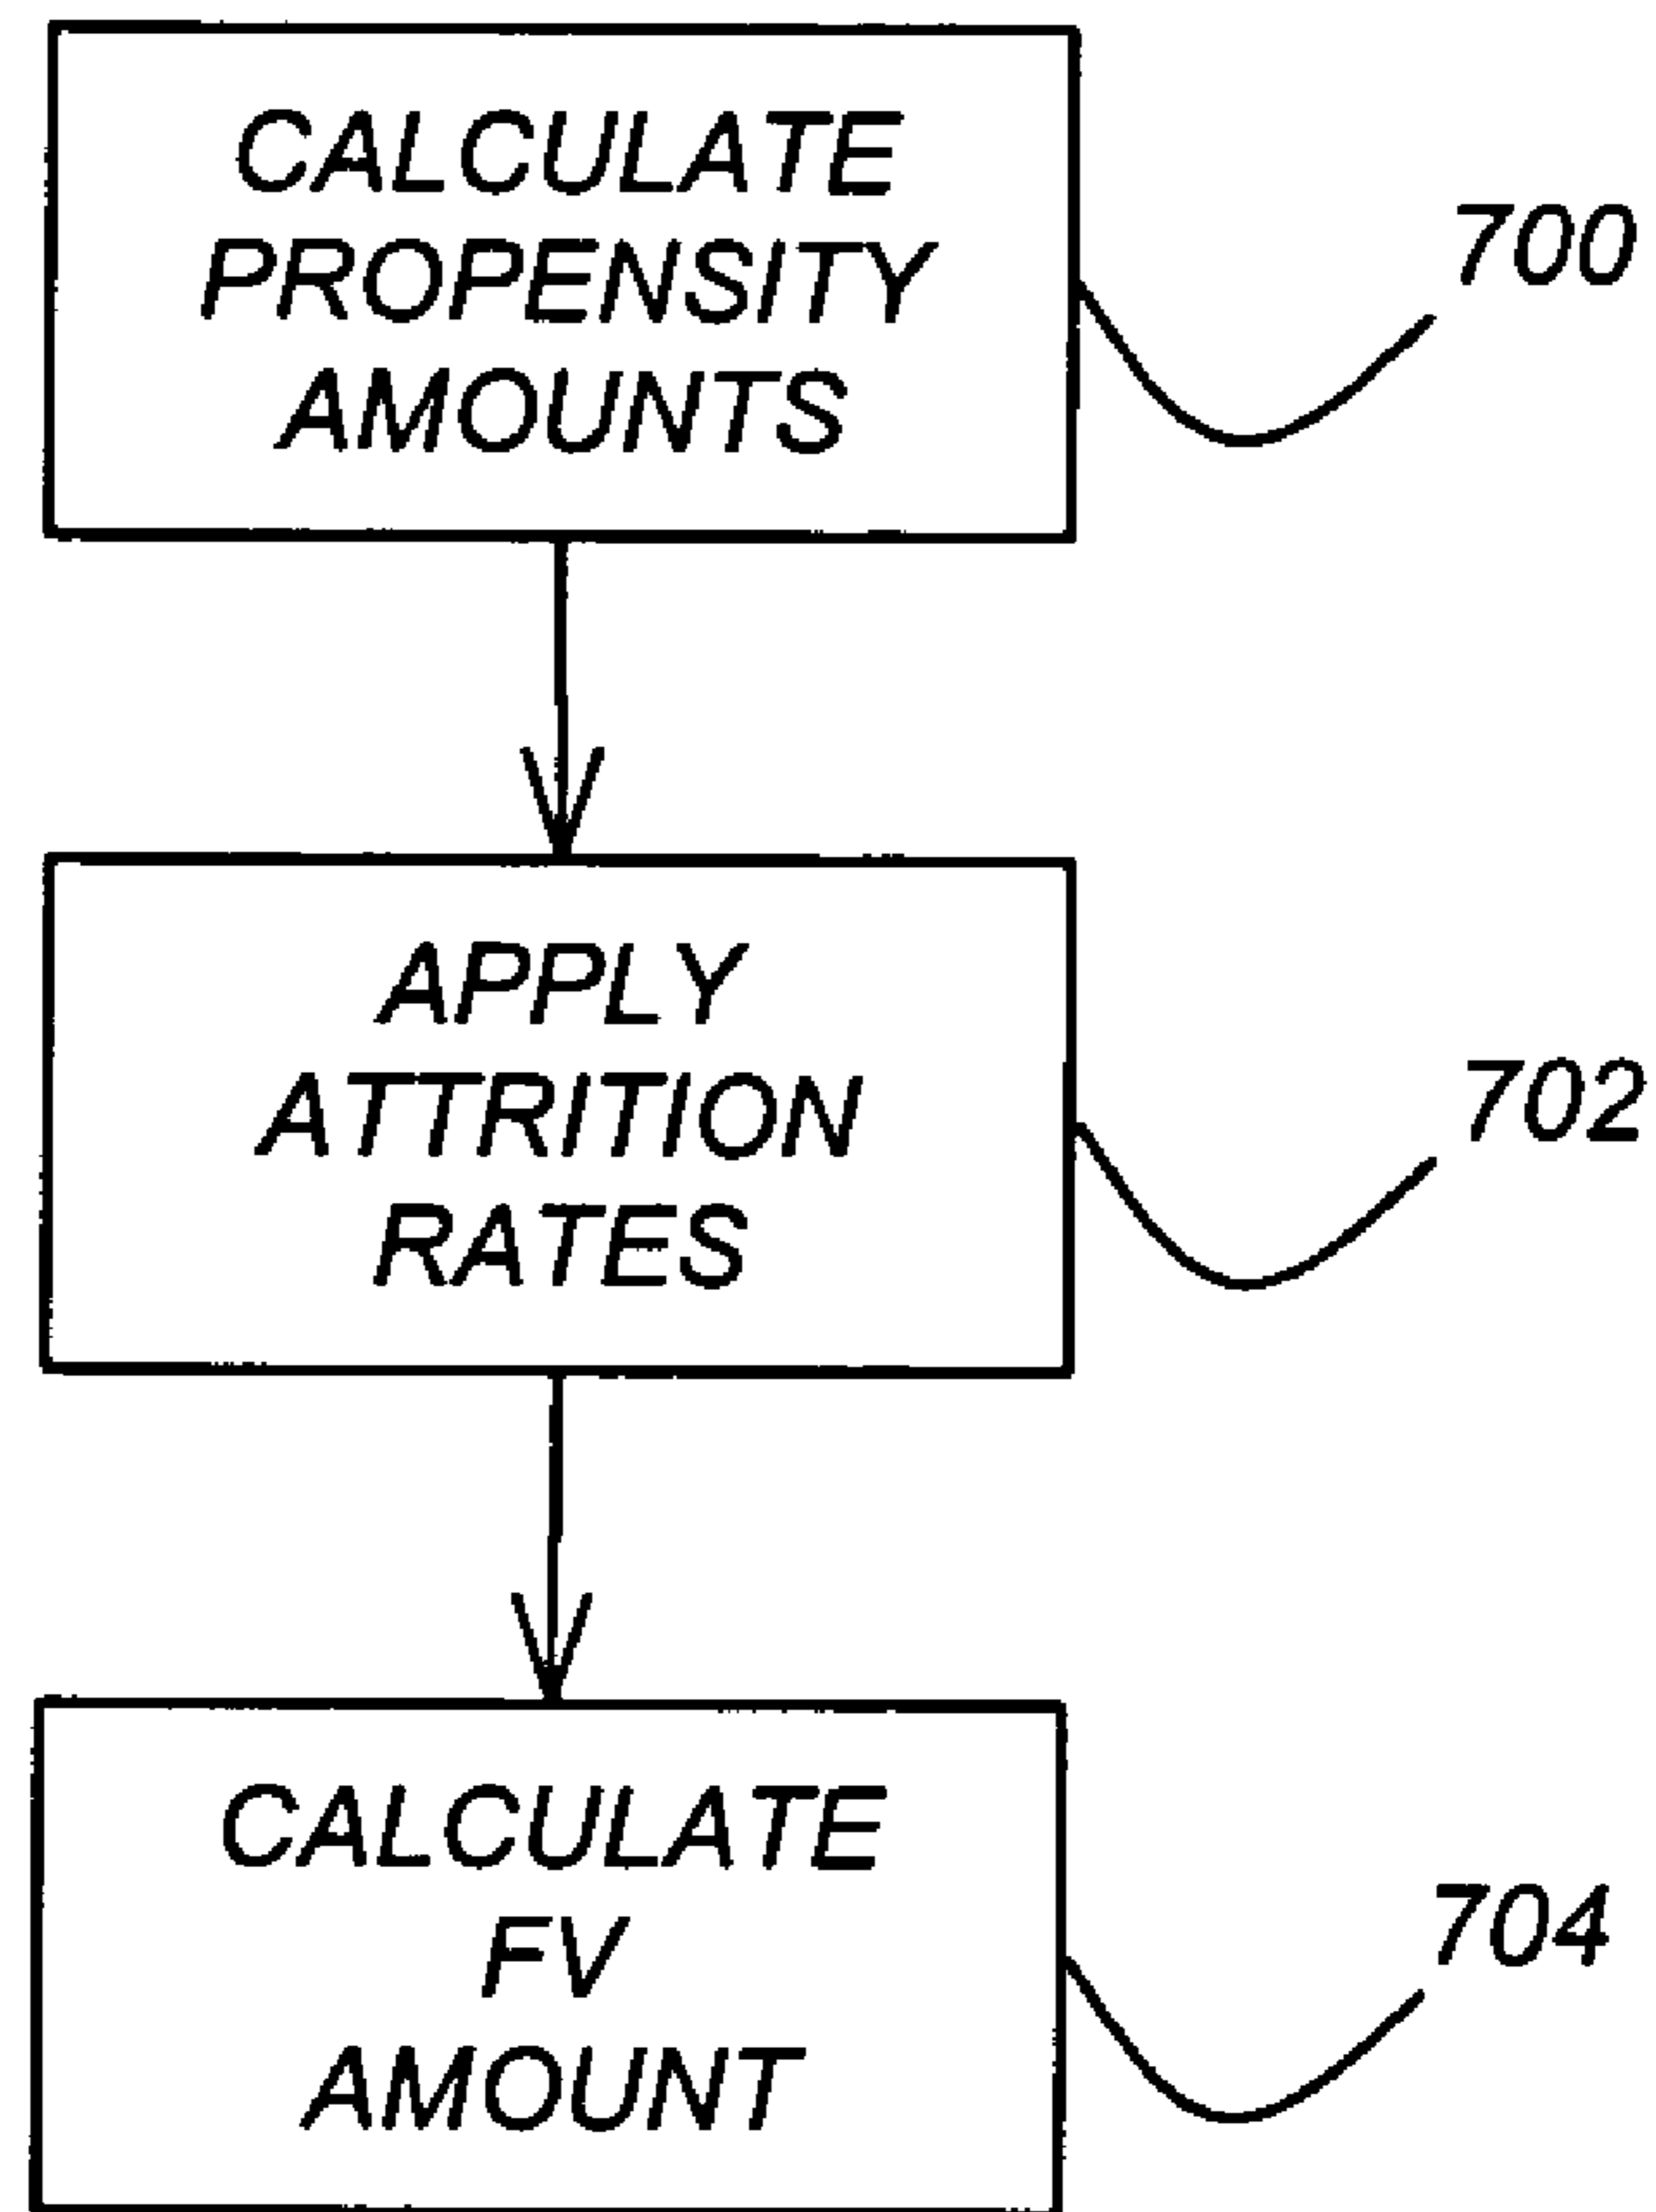 CALCULATE
PROPENSITY
AMOUNTS
700
APPLY
ATTRITION
RATES
702
CALCULATE
FV
AMOUNT
704